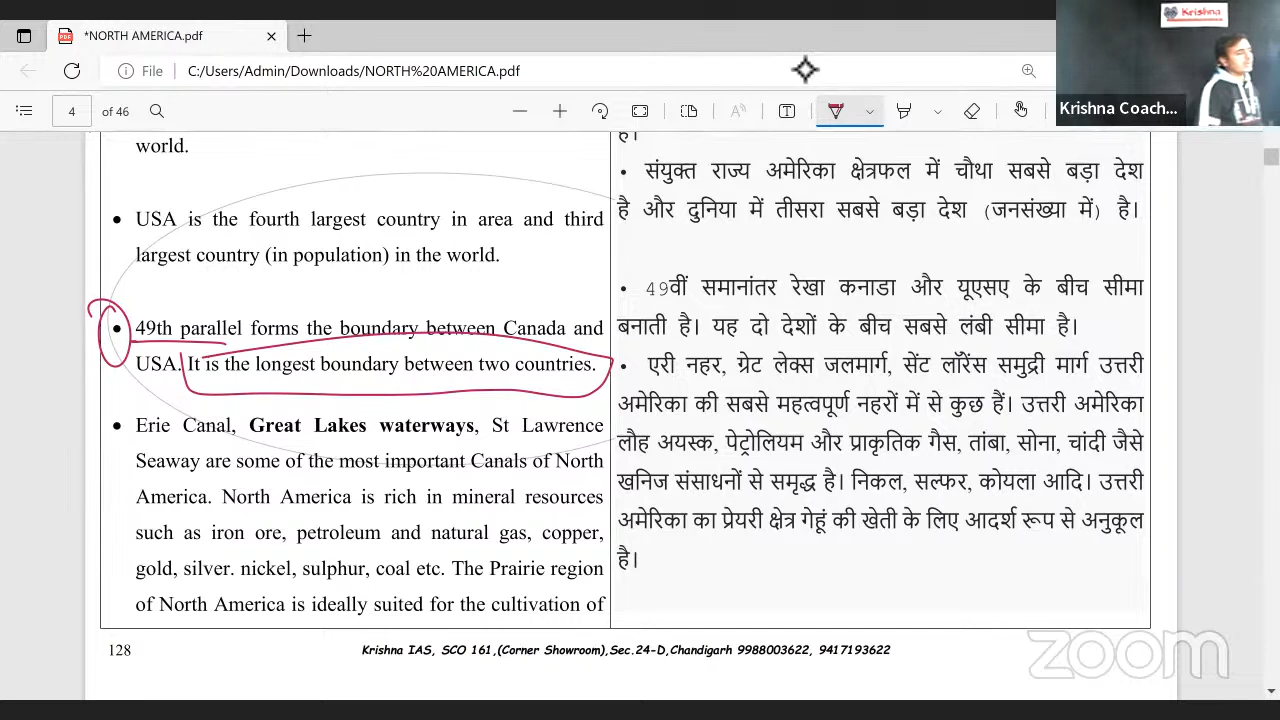 *NORTH AMERICA.pdf
File
C:/Users/Admin/Downloads/NORTH%20AMERICA.pdf
Krishna
Krishna Coach...
4 of 46
world.
• USA is the fourth largest country in area and third
largest country (in population) in the world.
• 49th parallel forms the boundary between Canada and
USA. It is the longest boundary between two countries.
• Erie Canal, Great Lakes waterways, St Lawrence
Seaway are some of the most important Canals of North
America. North America is rich in mineral resources
such as iron ore, petroleum and natural gas, copper,
gold, silver. nickel, sulphur, coal etc. The Prairie region
of North America is ideally suited for the cultivation of
है।
• संयुक्त राज्य अमेरिका क्षेत्रफल में चौथा सबसे बड़ा देश
है और दुनिया में तीसरा सबसे बड़ा देश (जनसंख्या में) है।
• 49वीं समानांतर रेखा कनाडा और यूएसए के बीच सीमा
बनाती है। यह दो देशों के बीच सबसे लंबी सीमा है।
• एरी नहर, ग्रेट लेक्स जलमार्ग, सेंट लॉरेंस समुद्री मार्ग उत्तरी
अमेरिका की सबसे महत्वपूर्ण नहरों में से कुछ हैं। उत्तरी अमेरिका
लौह अयस्क, पेट्रोलियम और प्राकृतिक गैस, तांबा, सोना, चांदी जैसे
खनिज संसाधनों से समृद्ध है। निकल, सल्फर, कोयला आदि। उत्तरी
अमेरिका का प्रेयरी क्षेत्र गेहूं की खेती के लिए आदर्श रूप से अनुकूल
है।
128
Krishna IAS, SCO 161,(Corner Showroom),Sec.24-D,Chandigarh 9988003622, 9417193622
zoom